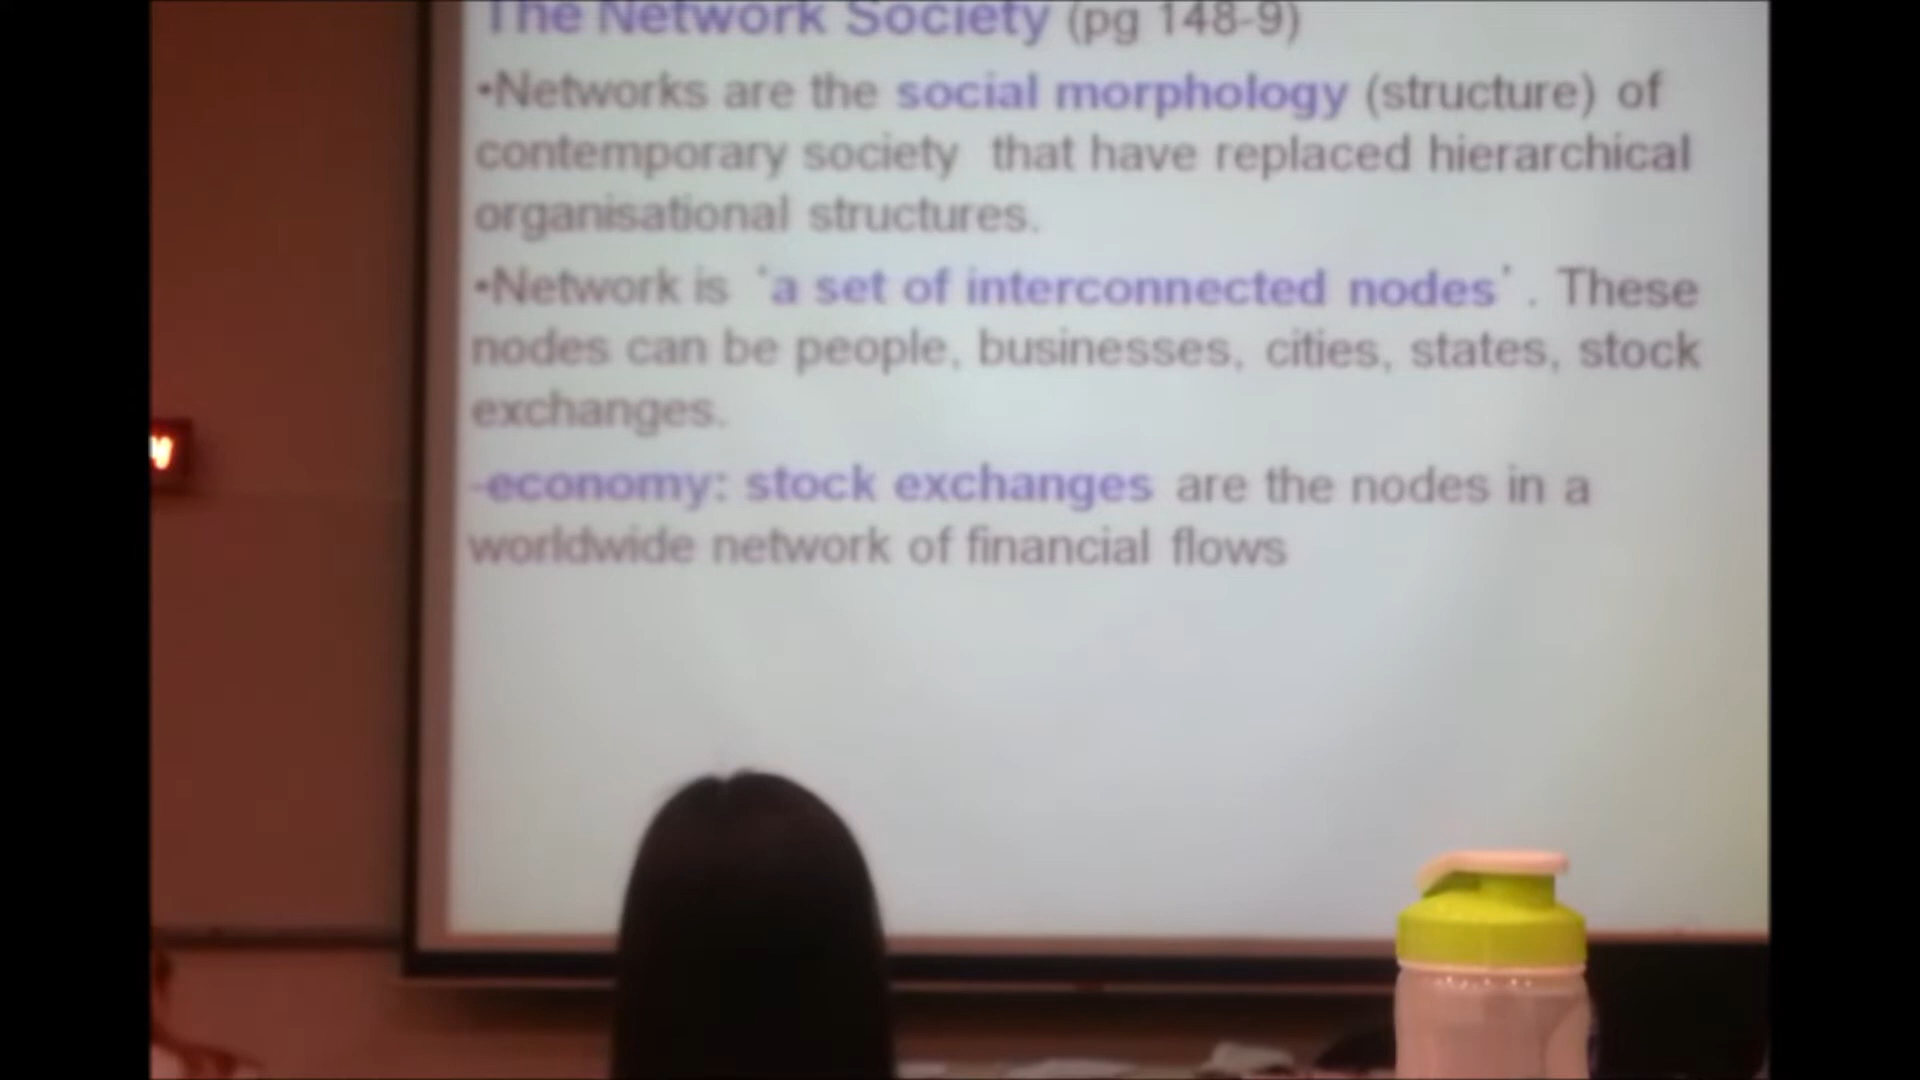 The Network Society (pg 148-9)
•Networks are the social morphology (structure) of
contemporary society that have replaced hierarchical
organisational structures.
•Network is ‘a set of interconnected nodes’. These
nodes can be people, businesses, cities, states, stock
exchanges.
-economy: stock exchanges are the nodes in a
worldwide network of financial flows